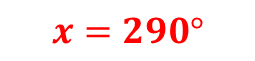 x = 290°